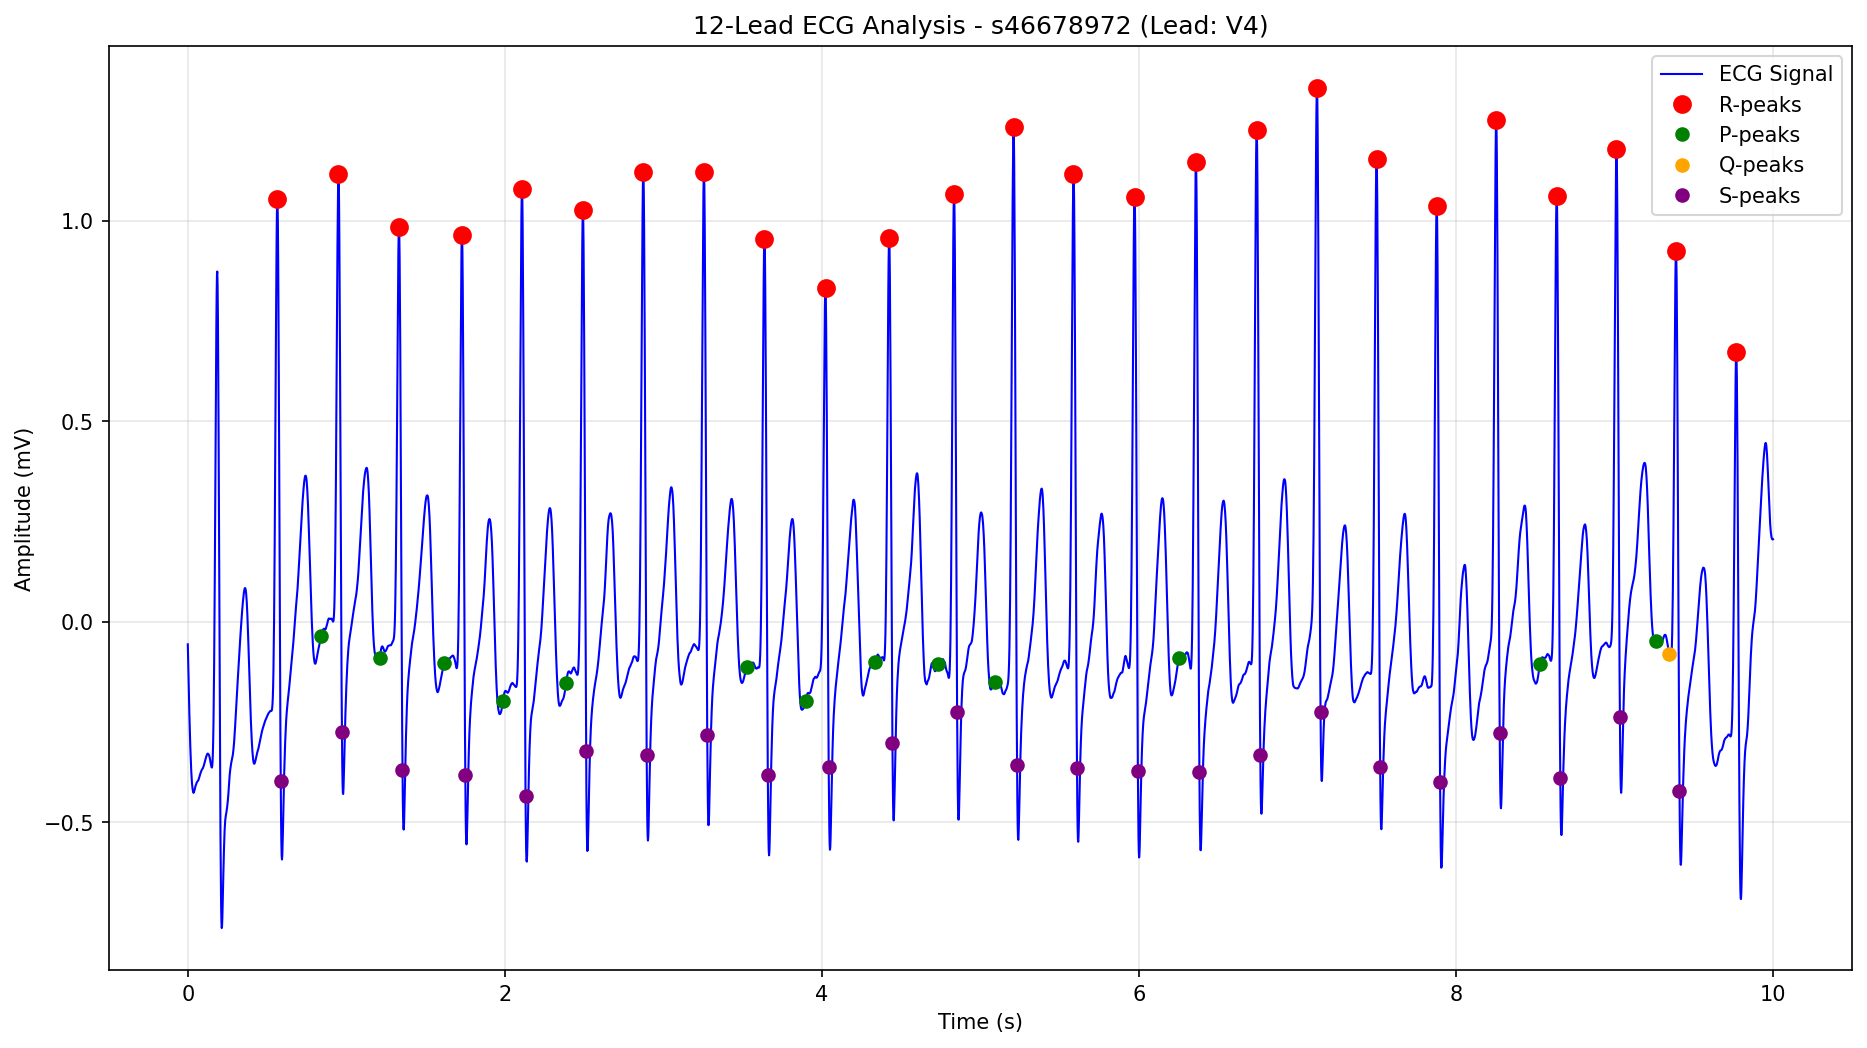 12-Lead ECG Analysis - s46678972 (Lead: V4)
ECG Signal
R-peaks
P-peaks
Q-peaks
S-peaks
Amplitude (mV)
1.0
0.5
0.0
−0.5
0 2 4 6 8 10
Time (s)